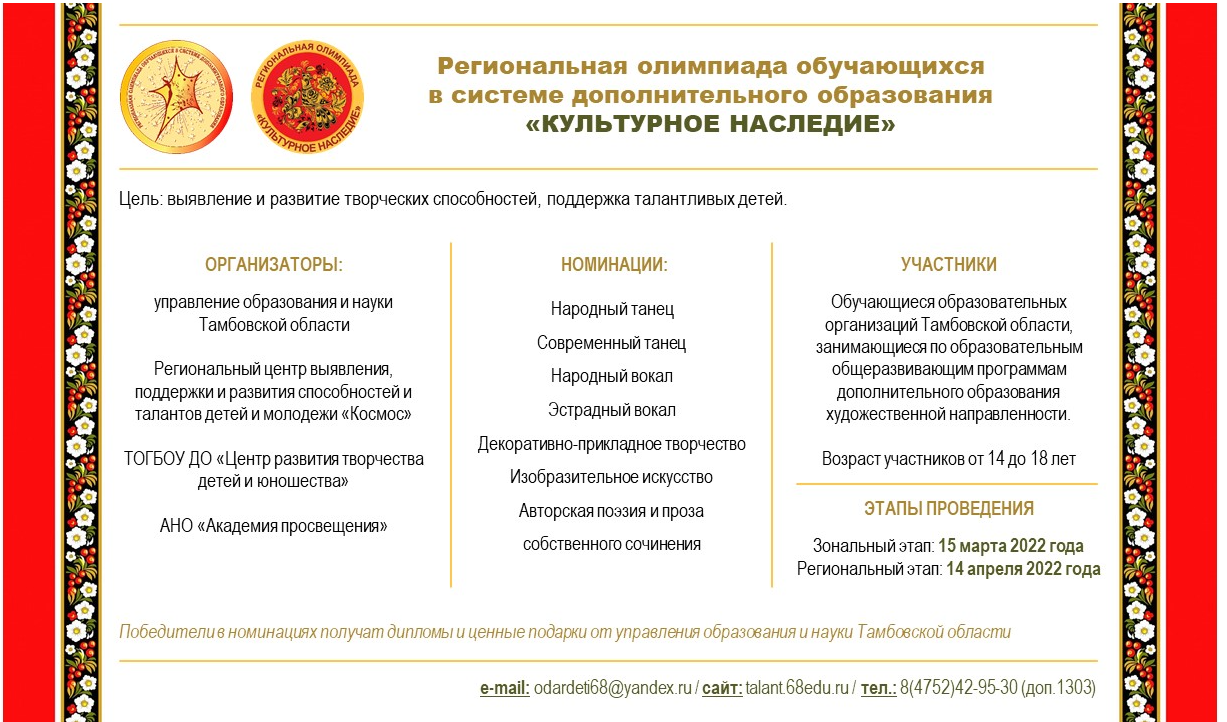 РЕГИОНАЛЬНАЯ ОЛИМПИАДА
«КУЛЬТУРНОЕ НАСЛЕДИЕ»
Региональная олимпиада обучающихся
в системе дополнительного образования
«КУЛЬТУРНОЕ НАСЛЕДИЕ»
Цель: выявление и развитие творческих способностей, поддержка талантливых детей.
ОРГАНИЗАТОРЫ:
управление образования и науки
Тамбовской области
Региональный центр выявления,
поддержки и развития способностей и
талантов детей и молодежи «Космос»
ТОГБОУ ДО «Центр развития творчества
детей и юношества»
АНО «Академия просвещения»
НОМИНАЦИИ:
Народный танец
Современный танец
Народный вокал
Эстрадный вокал
Декоративно-прикладное творчество
Изобразительное искусство
Авторская поэзия и проза
собственного сочинения
УЧАСТНИКИ
Обучающиеся образовательных
организаций Тамбовской области,
занимающиеся по образовательным
общеразвивающим программам
дополнительного образования
художественной направленности.
Возраст участников от 14 до 18 лет
ЭТАПЫ ПРОВЕДЕНИЯ
Зональный этап: 15 марта 2022 года
Региональный этап: 14 апреля 2022 года
Победители в номинациях получат дипломы и ценные подарки от управления образования и науки Тамбовской области
e-mail: odardeti68@yandex.ru / сайт: talant.68edu.ru / тел.: 8(4752)42-95-30 (доп.1303)